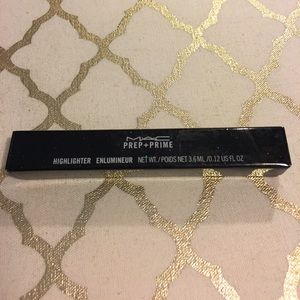 MAC
PREP+PRIME
HIGHLIGHTER ENLUMINEUR NET WT. / POIDS NET 3.6 ML /0.12 US FL OZ